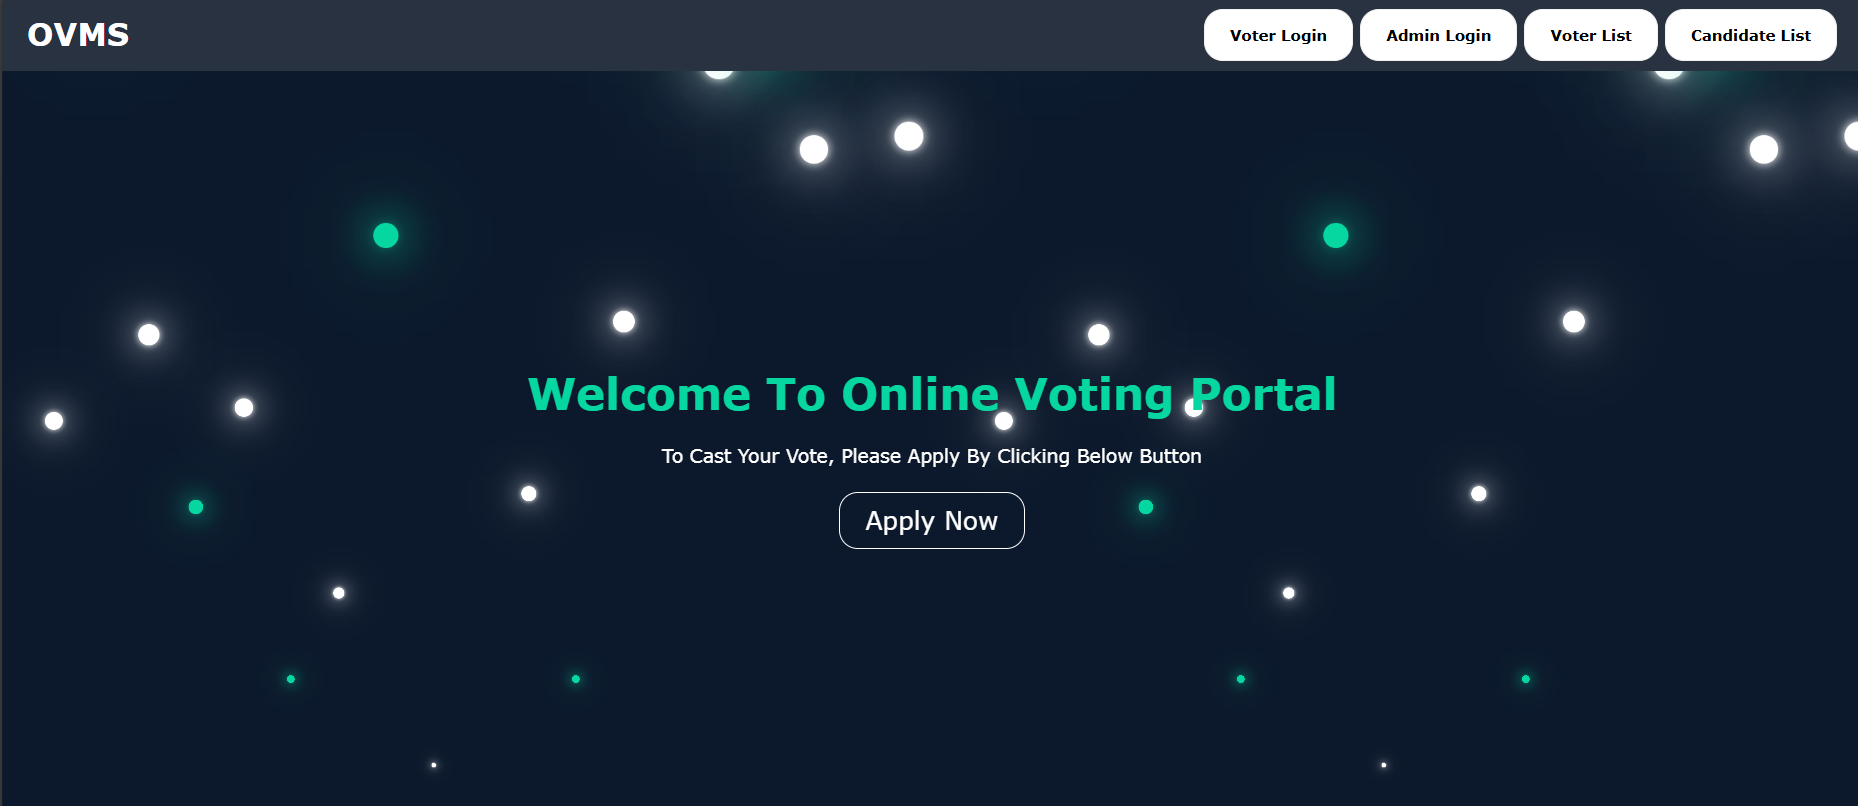 OVMS
Voter Login
Admin Login
Voter List
Candidate List
Welcome To Online Voting Portal
To Cast Your Vote, Please Apply By Clicking Below Button
Apply Now